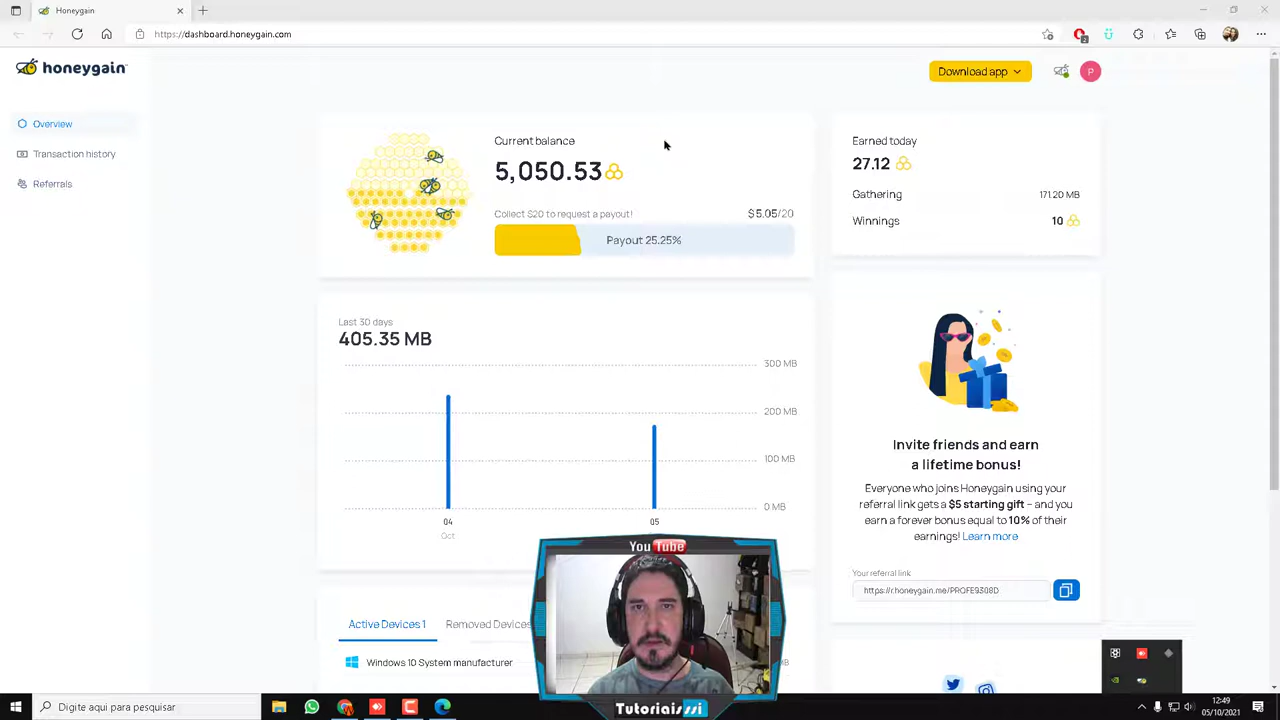 Honeygain
https://dashboard.honeygain.com
honeygain
Download app
P
Overview
Transaction history
Referrals
Current balance
5,050.53
Collect $20 to request a payout!
$ 5.05/20
Payout 25.25%
Earned today
27.12
Gathering
171.20 MB
Winnings
10
Last 30 days
405.35 MB
300 MB
200 MB
100 MB
0 MB
04
05
Oct
Invite friends and earn
a lifetime bonus!
Everyone who joins Honeygain using your
referral link gets a $5 starting gift – and you
earn a forever bonus equal to 10% of their
earnings! Learn more
Your referral link
https://r.honeygain.me/PROFE9308D
Active Devices 1
Removed Devices
Windows 10 System manufacturer
MB
YouTube
Tutoriaisssi
Digite aqui para pesquisar
12:49
05/10/2021